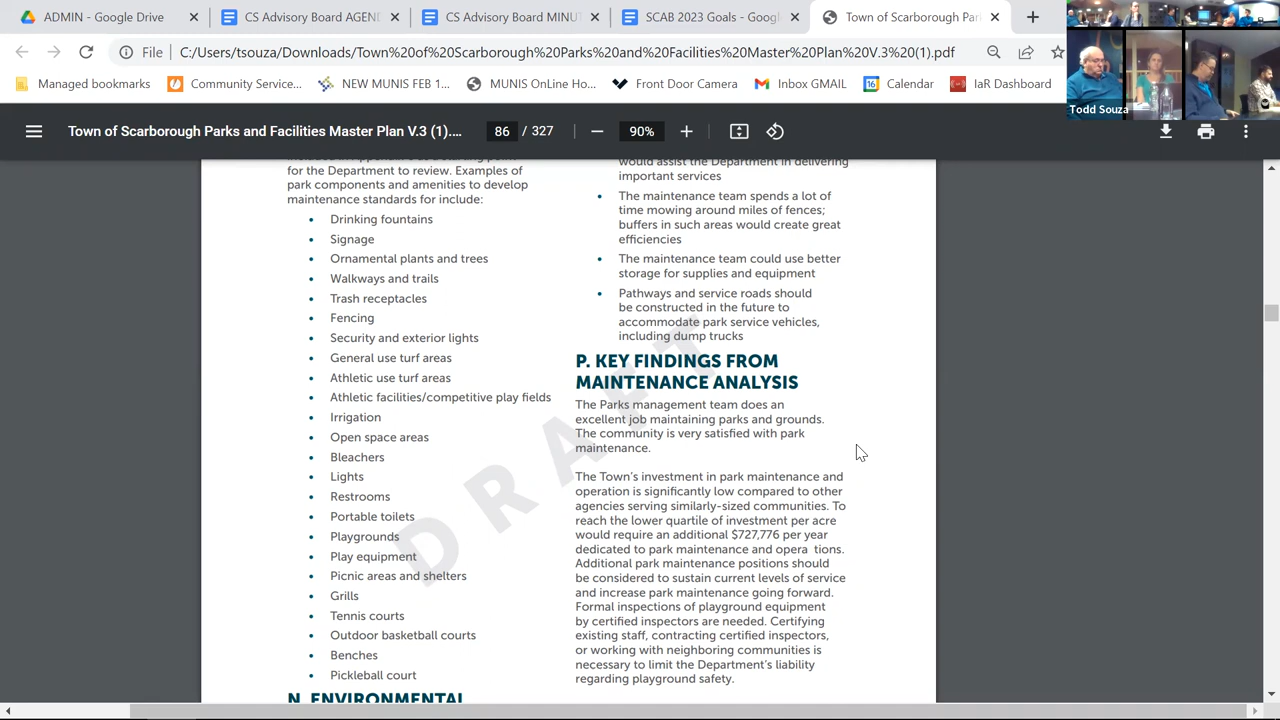 ADMIN - Google Drive
CS Advisory Board AGEN
CS Advisory Board MINU
SCAB 2023 Goals - Googl
Town of Scarborough Par
File
C:/Users/tsouza/Downloads/Town%20of%20Scarborough%20Parks%20and%20Facilities%20Master%20Plan%20V.3%20(1).pdf
Managed bookmarks
Community Service...
NEW MUNIS FEB 1...
MUNIS OnLine Ho...
Front Door Camera
Inbox GMAIL
16
Calendar
IaR Dashboard
Todd Souza
Town of Scarborough Parks and Facilities Master Plan V.3 (1)....
86 / 327
90%
for the Department to review. Examples of
park components and amenities to develop
maintenance standards for include:
• Drinking fountains
• Signage
• Ornamental plants and trees
• Walkways and trails
• Trash receptacles
• Fencing
• Security and exterior lights
• General use turf areas
• Athletic use turf areas
• Athletic facilities/competitive play fields
• Irrigation
• Open space areas
• Bleachers
• Lights
• Restrooms
• Portable toilets
• Playgrounds
• Play equipment
• Picnic areas and shelters
• Grills
• Tennis courts
• Outdoor basketball courts
• Benches
• Pickleball court
N. ENVIRONMENTAL
would assist the Department in delivering
important services
• The maintenance team spends a lot of
time mowing around miles of fences;
buffers in such areas would create great
efficiencies
• The maintenance team could use better
storage for supplies and equipment
• Pathways and service roads should
be constructed in the future to
accommodate park service vehicles,
including dump trucks
P. KEY FINDINGS FROM
MAINTENANCE ANALYSIS
The Parks management team does an
excellent job maintaining parks and grounds.
The community is very satisfied with park
maintenance.
The Town's investment in park maintenance and
operation is significantly low compared to other
agencies serving similarly-sized communities. To
reach the lower quartile of investment per acre
would require an additional $727,776 per year
dedicated to park maintenance and opera tions.
Additional park maintenance positions should
be considered to sustain current levels of service
and increase park maintenance going forward.
Formal inspections of playground equipment
by certified inspectors are needed. Certifying
existing staff, contracting certified inspectors,
or working with neighboring communities is
necessary to limit the Department's liability
regarding playground safety.
DRAFT